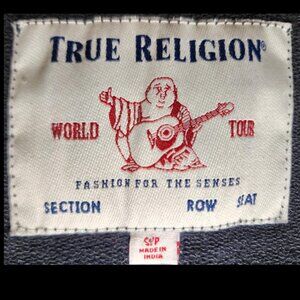 TRUE RELIGION®
WORLD TOUR
FASHION FOR THE SENSES
SECTION ROW SEAT
S/P
MADE IN
INDIA